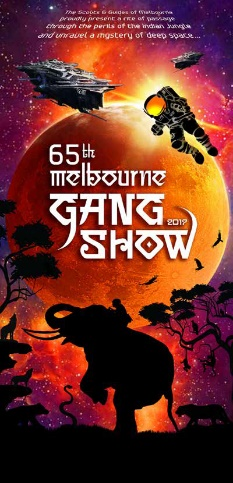 The Scouts & Guides of Melbourne
proudly present a rite of passage
through the perils of the Indian Jungle
and unravel a mystery of deep space...
65th
melbourne
GANG
2017
SHOW